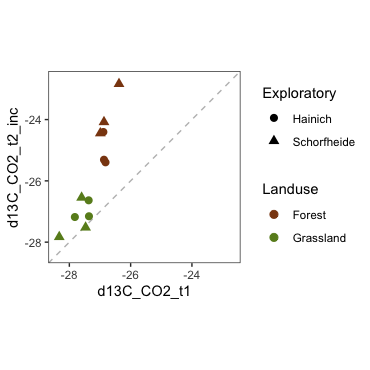 Exploratory
Hainich
Schorfheide
Landuse
Forest
Grassland
d13C_CO2_t2_inc
-24
-26
-28
-28
-26
-24
d13C_CO2_t1